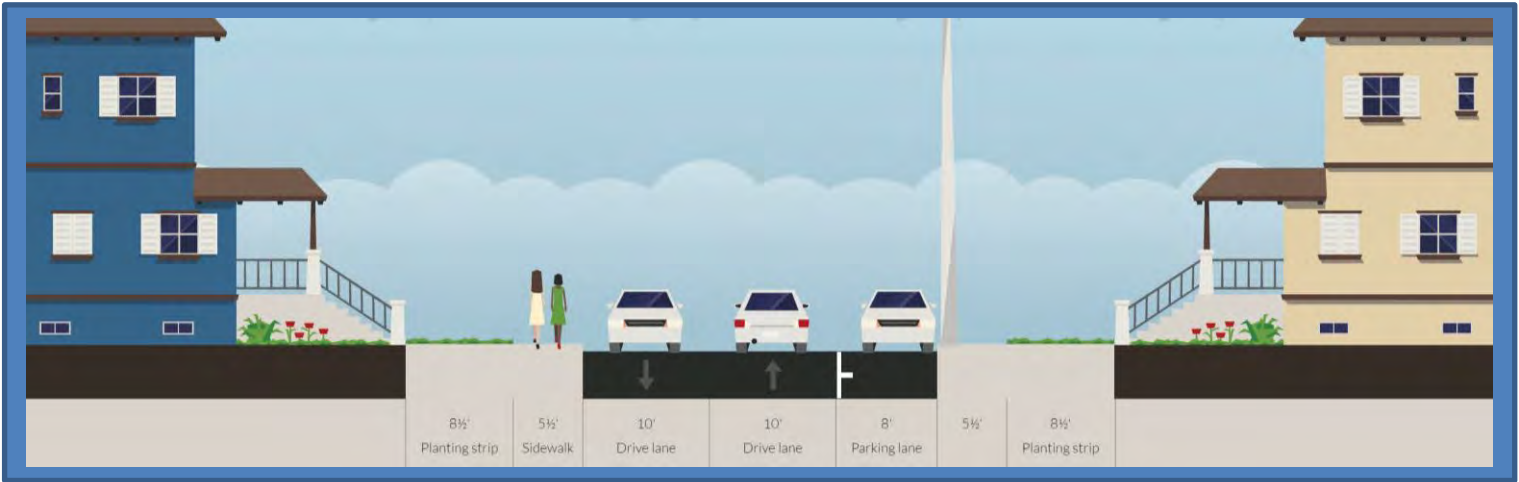 8½' 5½' 10' 10' 8' 5½' 8½'
Planting strip Sidewalk Drive lane Drive lane Parking lane Planting strip